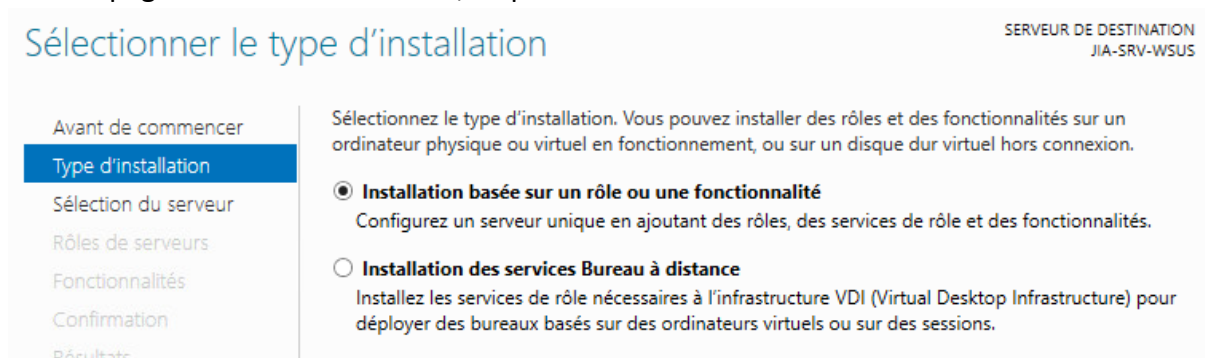 Sélectionner le type d'installation
SERVEUR DE DESTINATION
JIA-SRV-WSUS
Avant de commencer
Type d'installation
Sélection du serveur
Rôles de serveurs
Fonctionnalités
Confirmation
Résultats
Sélectionnez le type d'installation. Vous pouvez installer des rôles et des fonctionnalités sur un
ordinateur physique ou virtuel en fonctionnement, ou sur un disque dur virtuel hors connexion.
Installation basée sur un rôle ou une fonctionnalité
Configurez un serveur unique en ajoutant des rôles, des services de rôle et des fonctionnalités.
Installation des services Bureau à distance
Installez les services de rôle nécessaires à l'infrastructure VDI (Virtual Desktop Infrastructure) pour
déployer des bureaux basés sur des ordinateurs virtuels ou sur des sessions.